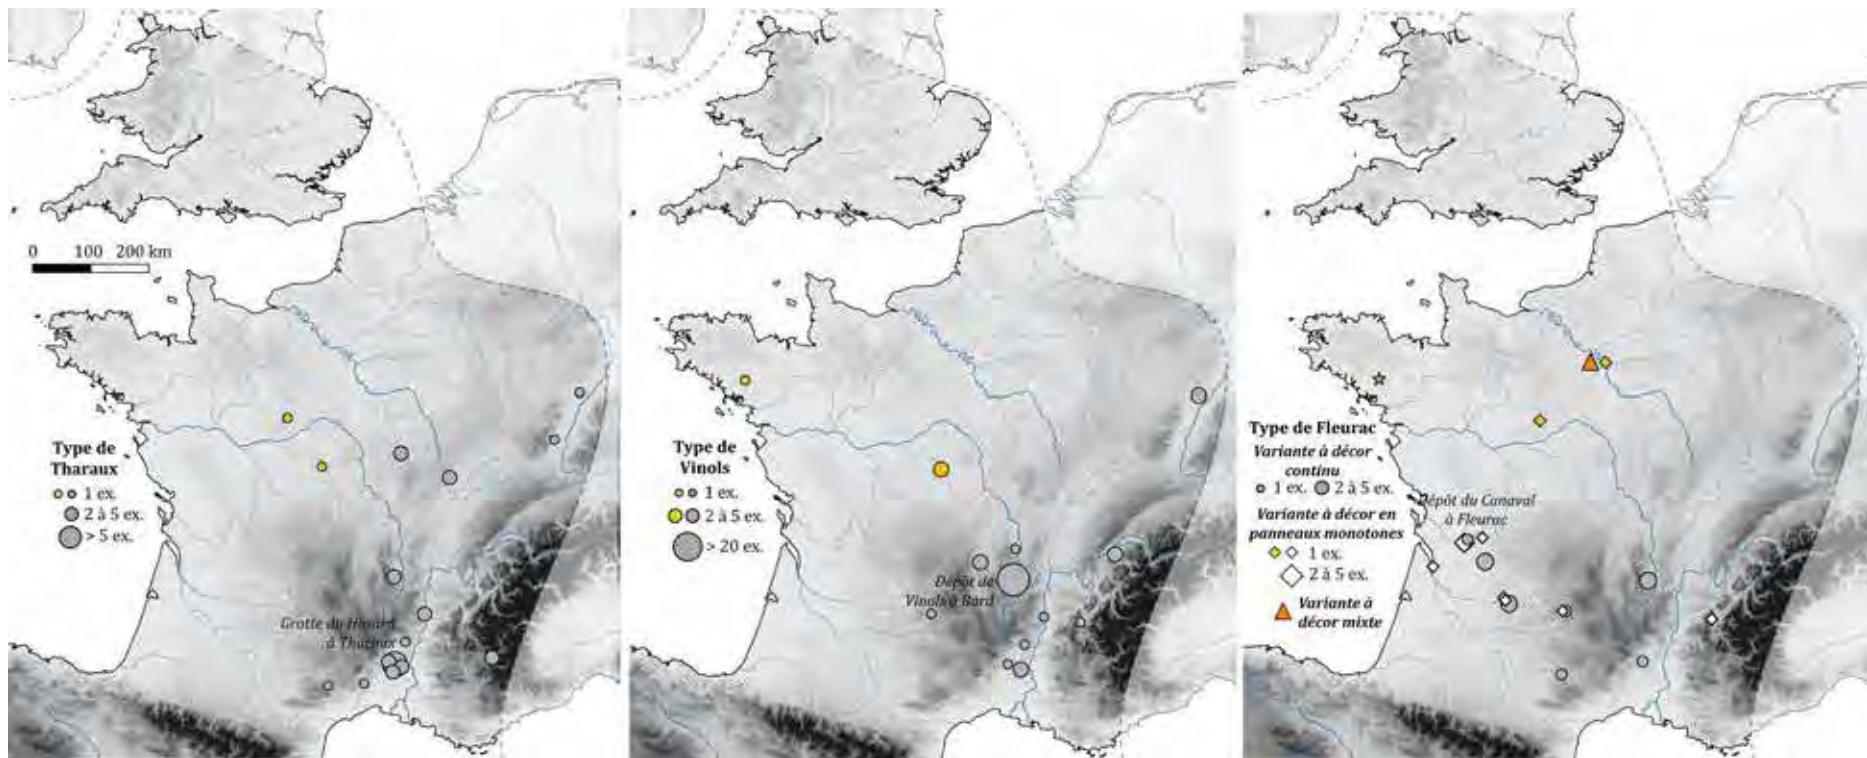 0 100 200 km
Type de
Tharaux
1 ex.
2 à 5 ex.
> 5 ex.
Grotte du Hasard
à Tharaux
Type de
Vinols
1 ex.
2 à 5 ex.
> 20 ex.
Dépôt de
Vinols à Bard
Type de Fleurac
Variante à décor
continu
1 ex. 2 à 5 ex.
Variante à décor en
panneaux monotones
1 ex.
2 à 5 ex.
Variante à
décor mixte
Dépôt du Canaval
à Fleurac